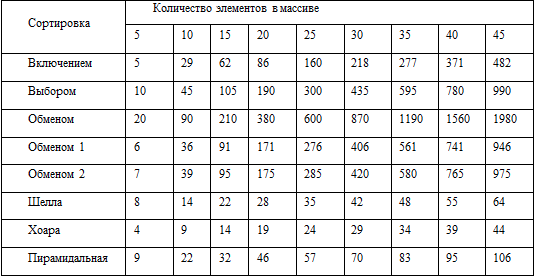 Количество элементов в массиве
Сортировка
5 10 15 20 25 30 35 40 45
Включением 5 29 62 86 160 218 277 371 482
Выбором 10 45 105 190 300 435 595 780 990
Обменом 20 90 210 380 600 870 1190 1560 1980
Обменом 1 6 36 91 171 276 406 561 741 946
Обменом 2 7 39 95 175 285 420 580 765 975
Шелла 8 14 22 28 35 42 48 55 64
Хоара 4 9 14 19 24 29 34 39 44
Пирамидальная 9 22 32 46 57 70 83 95 106